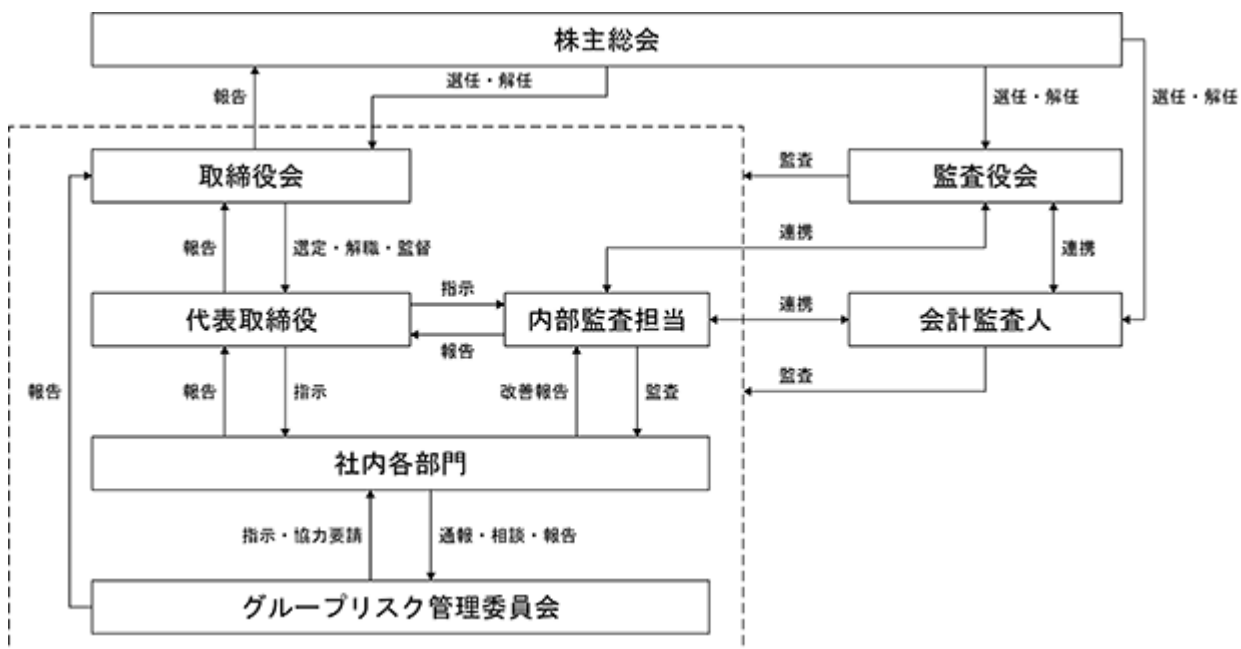 株主総会
報告
選任・解任
選任・解任
選任・解任
取締役会
監査
監査役会
報告
選定・解職・監督
連携
連携
代表取締役
指示
報告
内部監査担当
連携
会計監査人
報告
報告
指示
改善報告
監査
監査
社内各部門
指示・協力要請
通報・相談・報告
グループリスク管理委員会